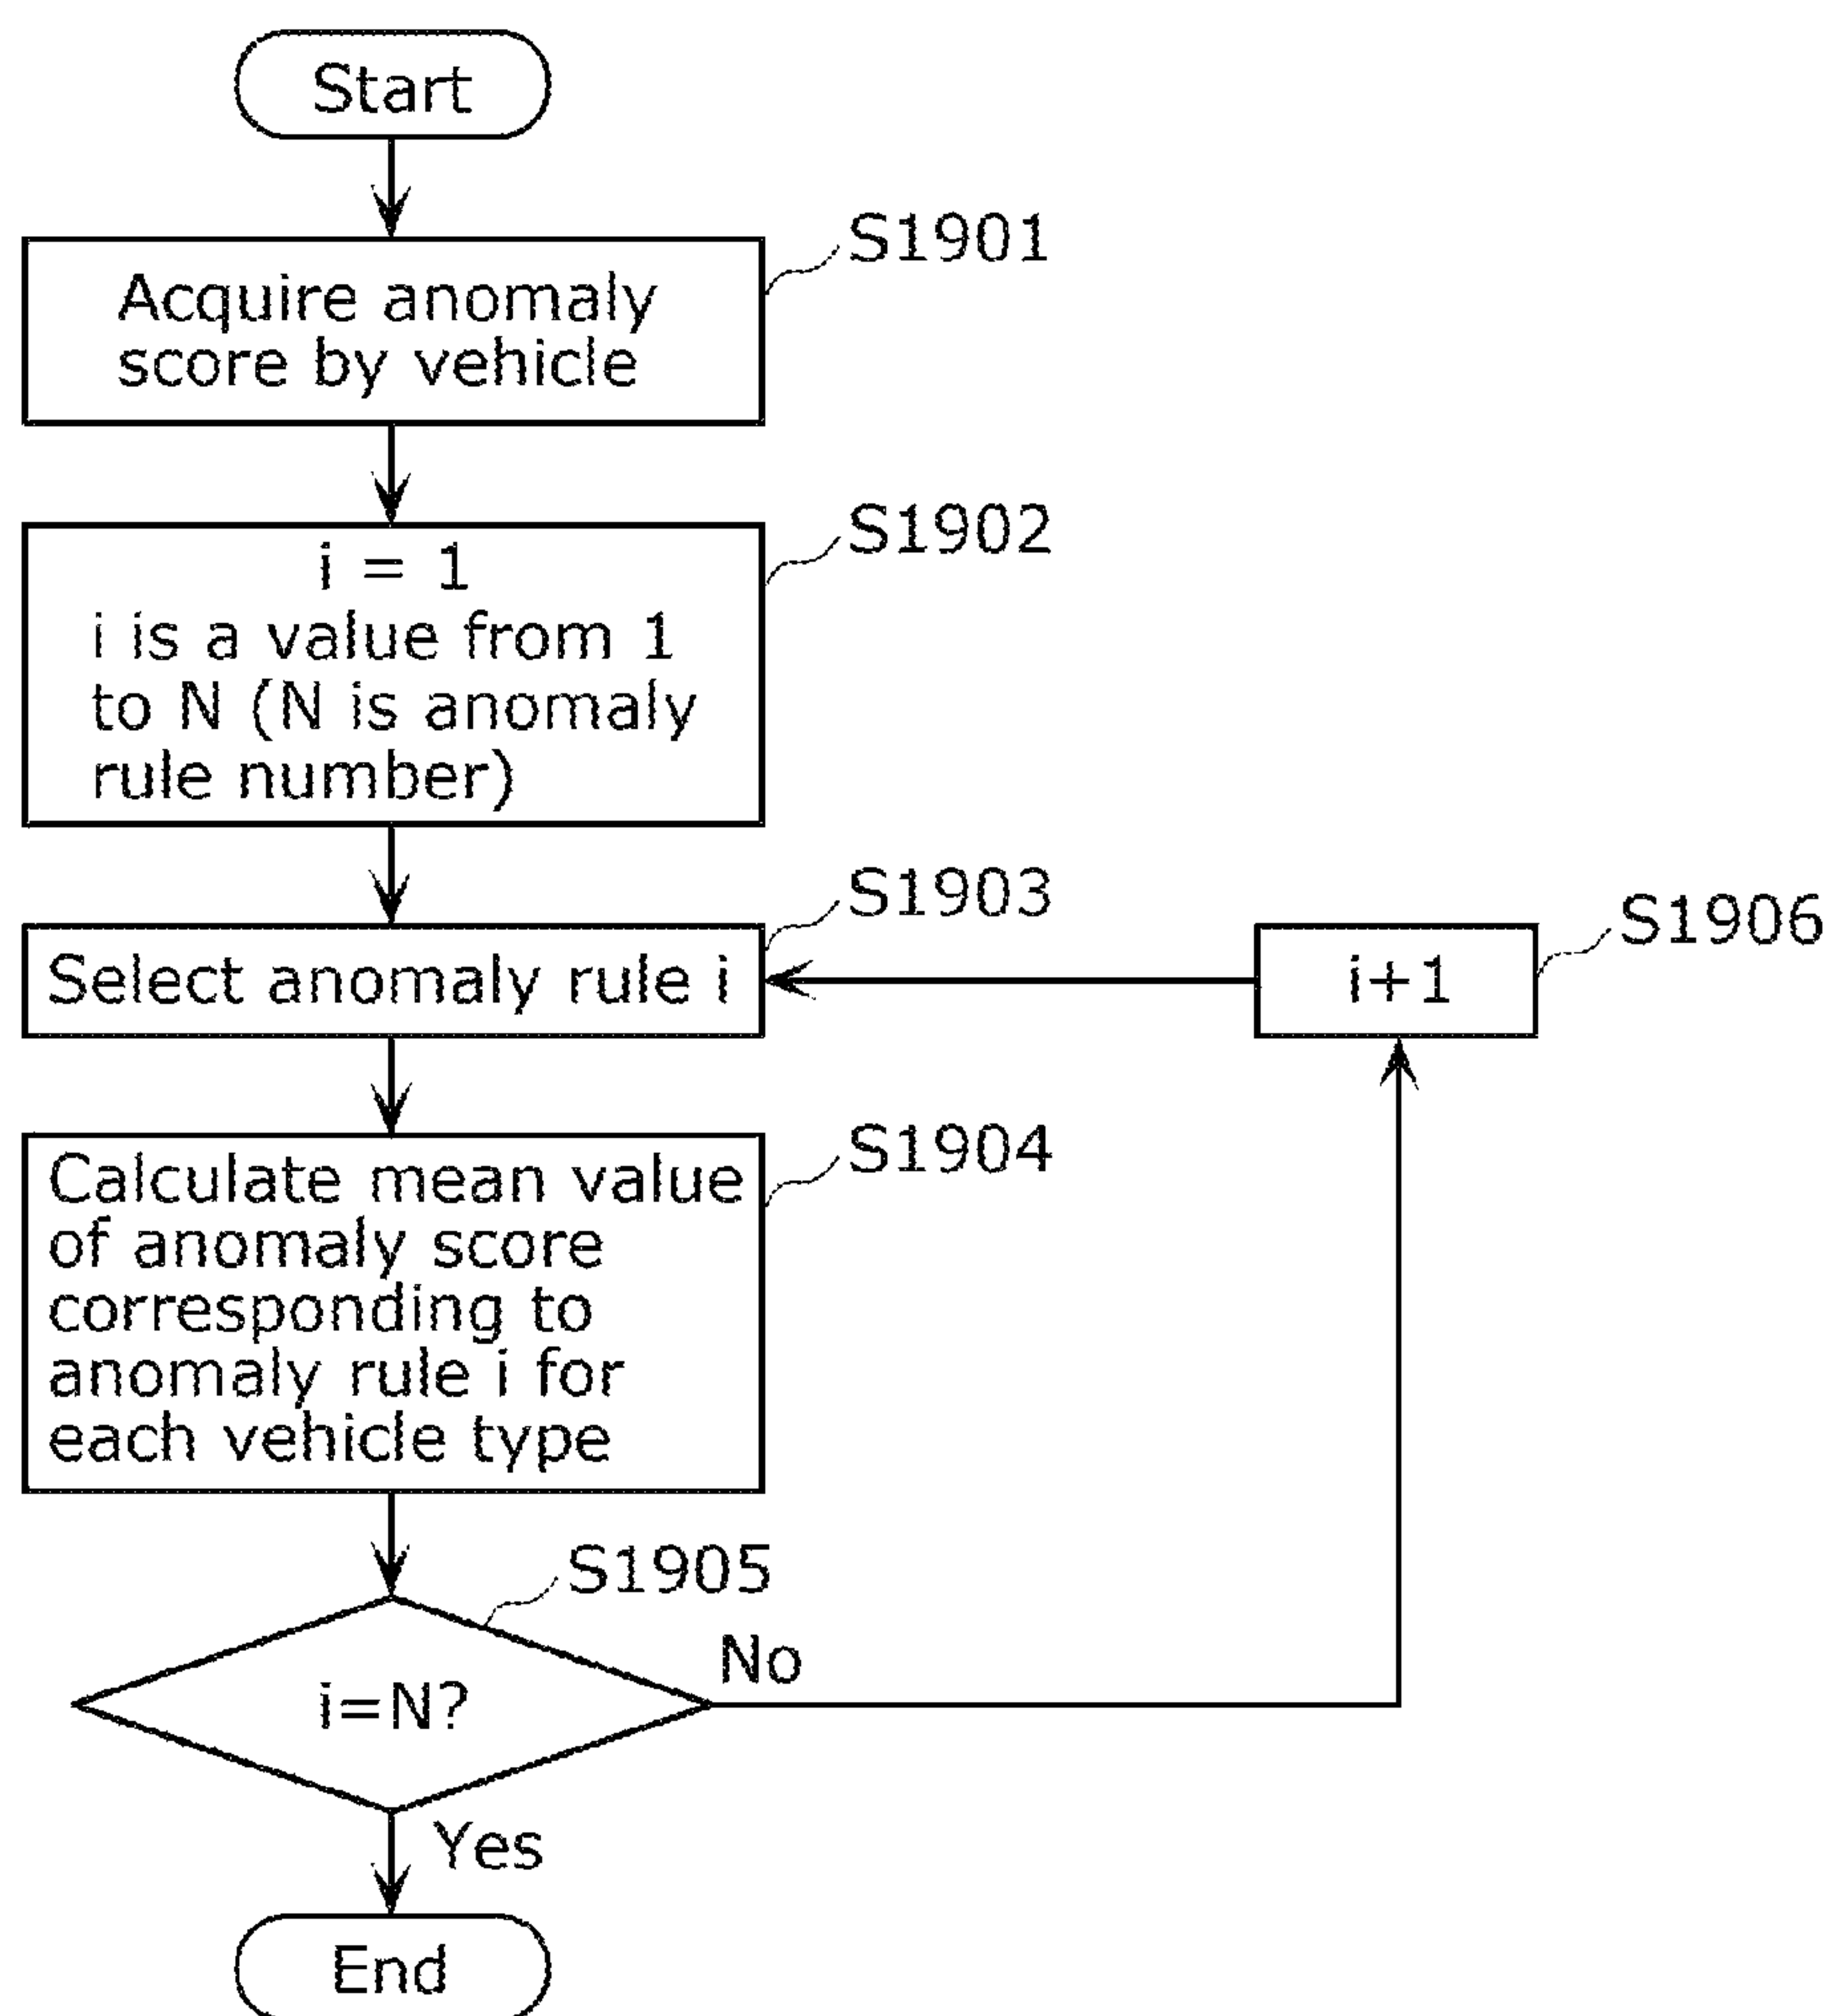 Start
S1901
Acquire anomaly
score by vehicle
S1902
i = 1
i is a value from 1
to N (N is anomaly
rule number)
S1903
Select anomaly rule i
S1906
i+1
S1904
Calculate mean value
of anomaly score
corresponding to
anomaly rule i for
each vehicle type
S1905
i=N?
No
Yes
End